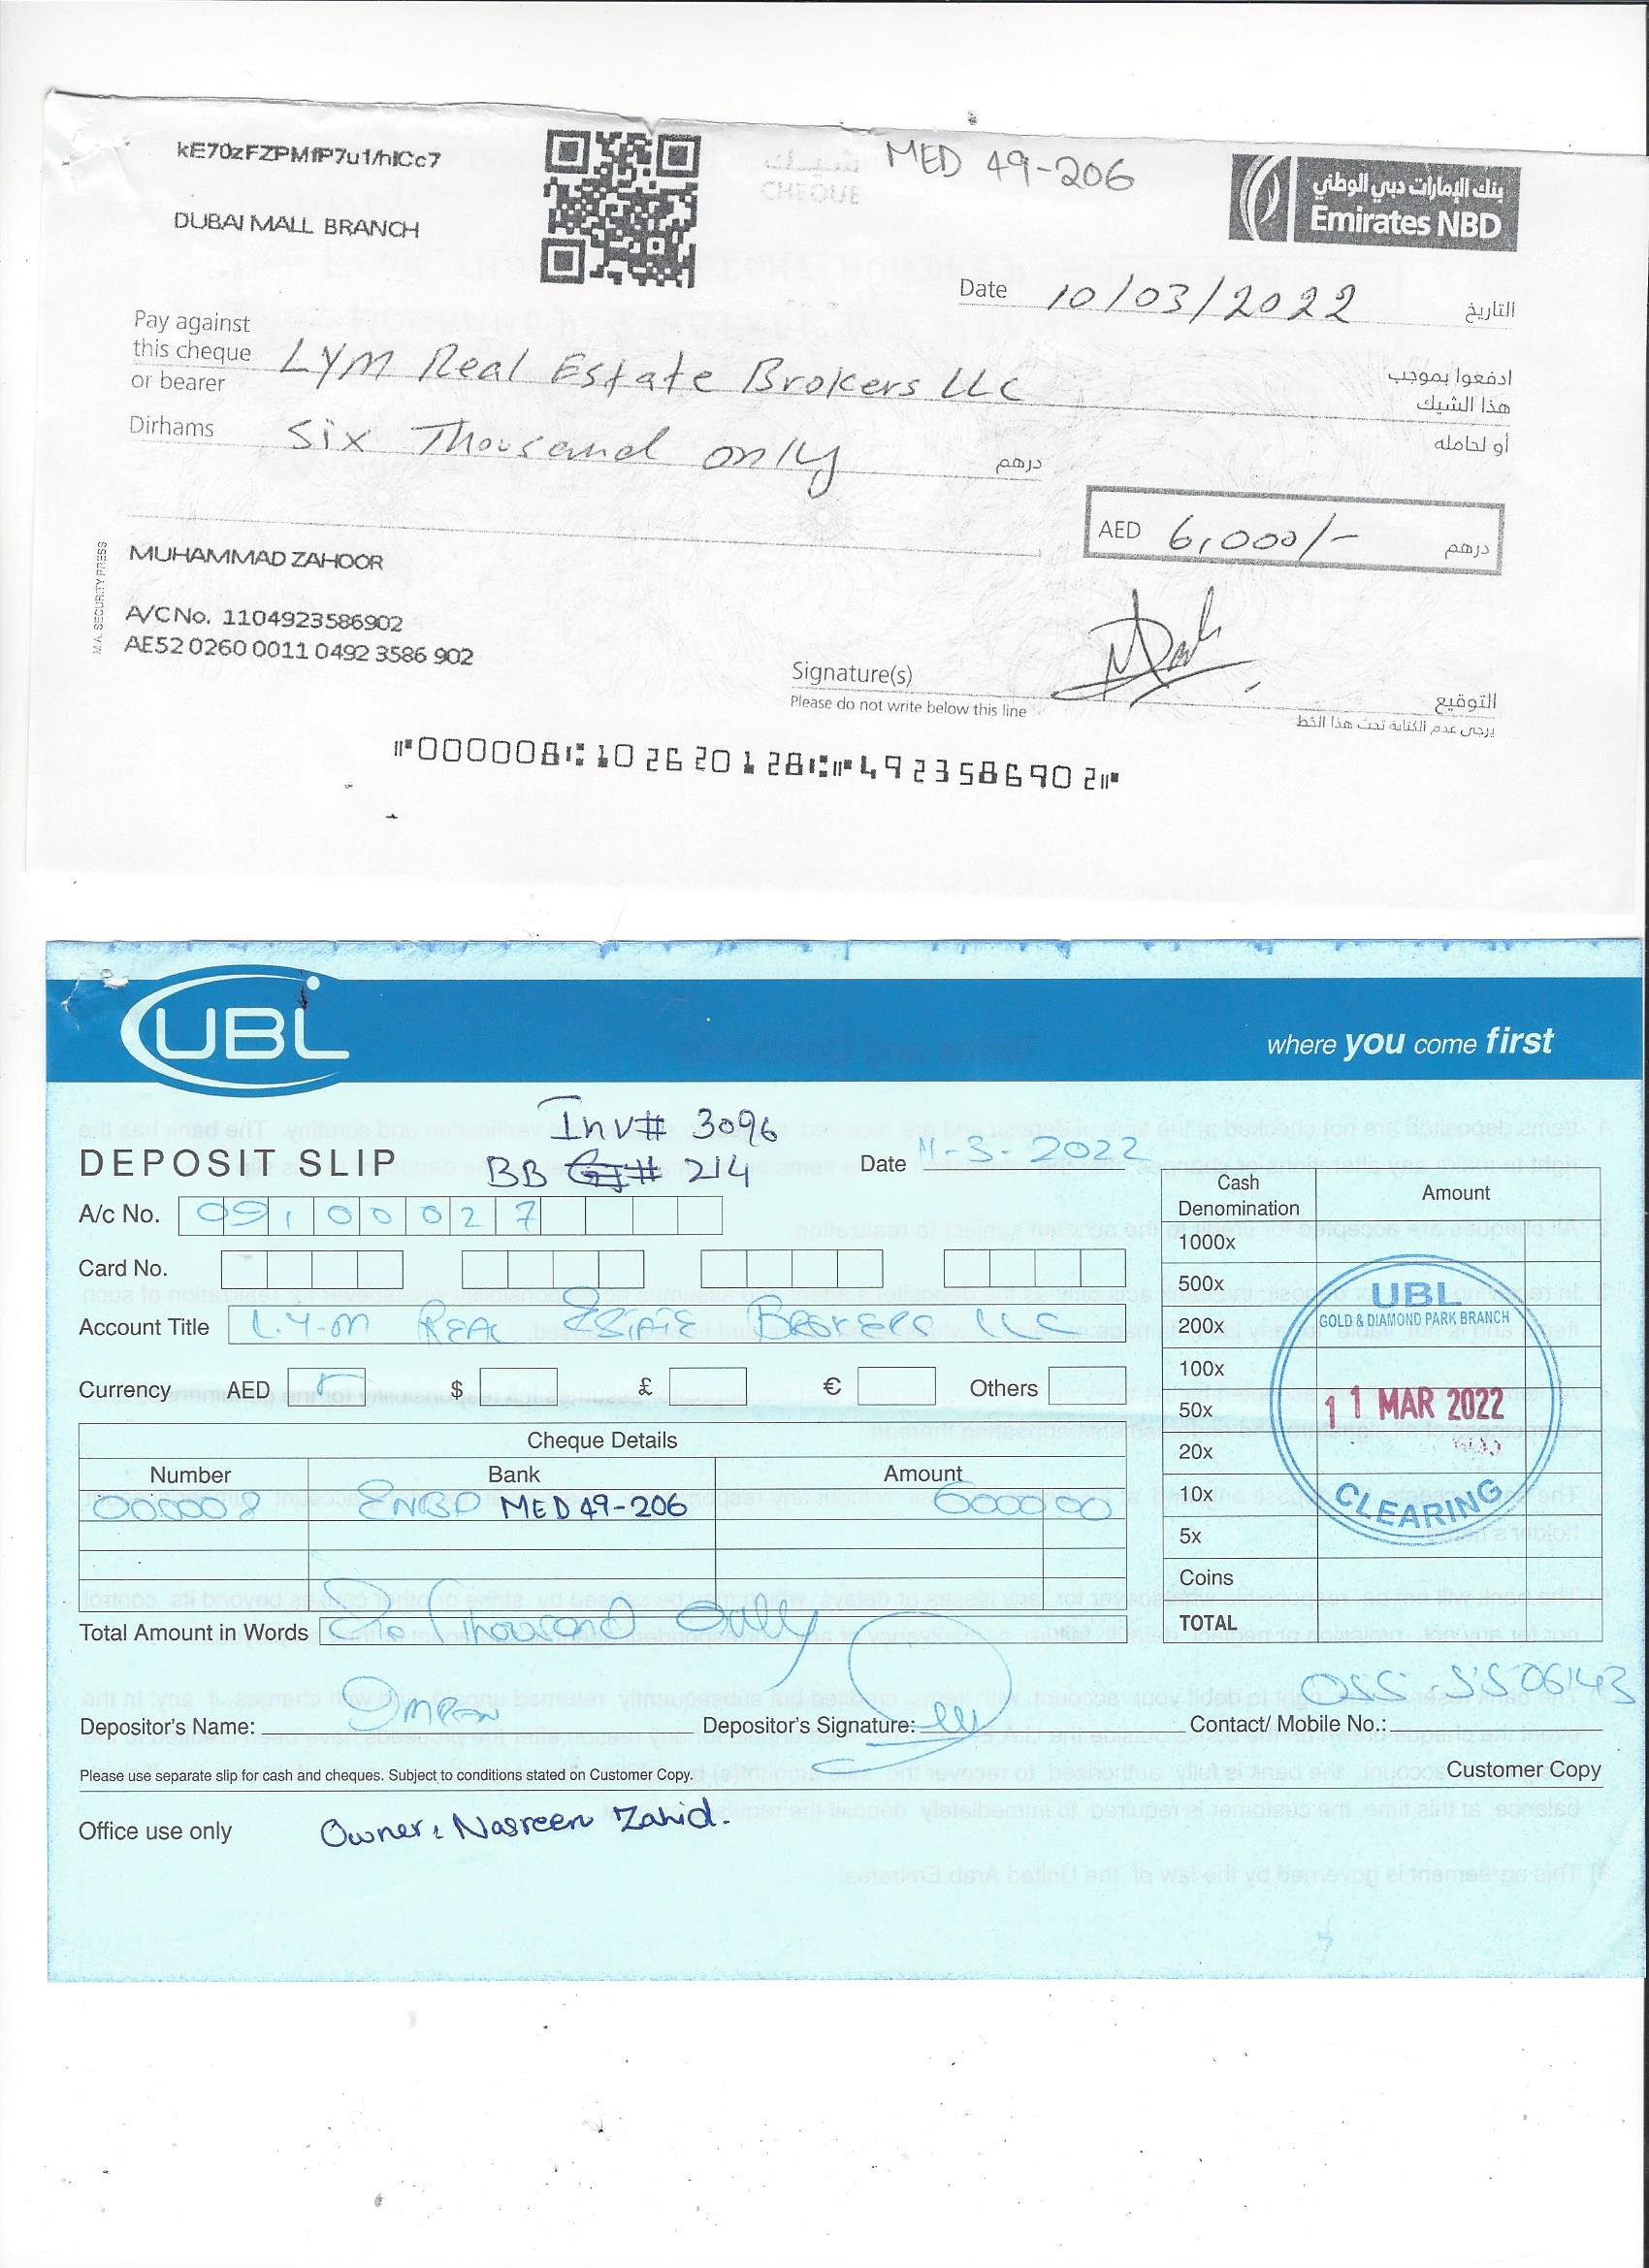 kE70zFZPMfP7u1/hICc7
DUBAI MALL BRANCH
CHEQUE
MED 49-206
بنك الإمارات دبي الوطني
Emirates NBD
Date 10/03/2022 التاريخ
Pay against
this cheque
or bearer
LYM Real Estate Brokers LLC
ادفعوا بموجب
هذا الشيك
أو لحامله
Dirhams Six Thousand only درهم
AED 6,000/- درهم
MUHAMMAD ZAHOOR
M.A. SECURITY PRESS
A/C No. 1104923586902
AE52 0260 0011 0492 3586 902
Signature(s) التوقيع
Please do not write below this line يرجى عدم الكتابة تحت هذا الخط
⑈000008⑆102620128⑆⑈4923586902⑈
UBL
where you come first
Inv# 3096
DEPOSIT SLIP BB # 214
Date 11-3-2022
A/c No. 09100027
Card No.
Account Title L.Y.M REAL ESTATE BROKERS LLC
Currency AED $ £ € Others
Cheque Details
Number Bank Amount
000008 ENBD MED 49-206 6000 00
Total Amount in Words Six Thousand Only
Cash Denomination Amount
1000x
500x
200x
100x
50x
20x
10x
5x
Coins
TOTAL
UBL
GOLD & DIAMOND PARK BRANCH
11 MAR 2022
CLEARING
Depositor's Name: Imran Depositor's Signature: Contact/ Mobile No.: 055-5506143
Please use separate slip for cash and cheques. Subject to conditions stated on Customer Copy. Customer Copy
Office use only Owner: Nasreen Zahid.